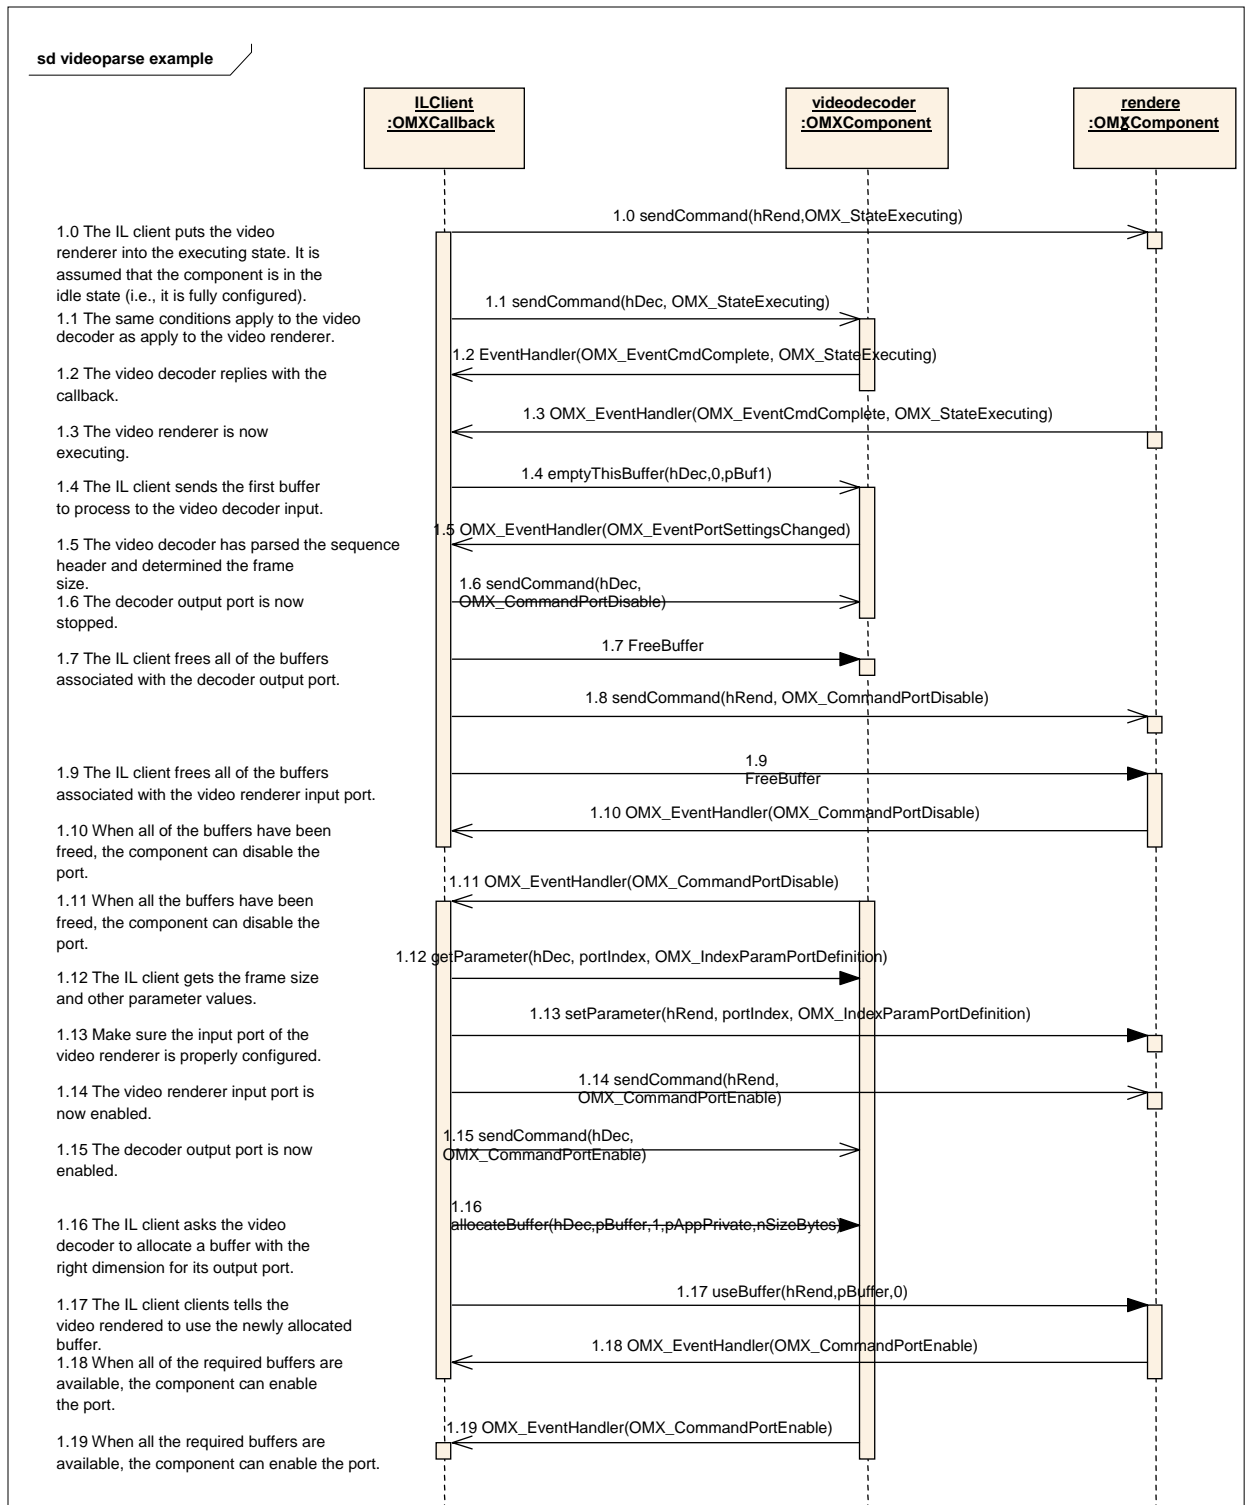 sd videoparse example
ILClient
:OMXCallback
videodecoder
:OMXComponent
rendere
r
:OMXComponent
1.0 The IL client puts the video
renderer into the executing state. It is
assumed that the component is in the
idle state (i.e., it is fully configured).
1.0 sendCommand(hRend,OMX_StateExecuting)
1.1 The same conditions apply to the video
decoder as apply to the video renderer.
1.1 sendCommand(hDec, OMX_StateExecuting)
1.2 The video decoder replies with the
callback.
1.2 EventHandler(OMX_EventCmdComplete, OMX_StateExecuting)
1.3 The video renderer is now
executing.
1.3 OMX_EventHandler(OMX_EventCmdComplete, OMX_StateExecuting)
1.4 The IL client sends the first buffer
to process to the video decoder input.
1.4 emptyThisBuffer(hDec,0,pBuf1)
1.5 The video decoder has parsed the sequence
header and determined the frame
size.
1.5 OMX_EventHandler(OMX_EventPortSettingsChanged)
1.6 The decoder output port is now
stopped.
1.6 sendCommand(hDec,
OMX_CommandPortDisable)
1.7 The IL client frees all of the buffers
associated with the decoder output port.
1.7 FreeBuffer
1.8 sendCommand(hRend, OMX_CommandPortDisable)
1.9 The IL client frees all of the buffers
associated with the video renderer input port.
1.9
FreeBuffer
1.10 When all of the buffers have been
freed, the component can disable the
port.
1.10 OMX_EventHandler(OMX_CommandPortDisable)
1.11 When all the buffers have been
freed, the component can disable the
port.
1.11 OMX_EventHandler(OMX_CommandPortDisable)
1.12 The IL client gets the frame size
and other parameter values.
1.12 getParameter(hDec, portIndex, OMX_IndexParamPortDefinition)
1.13 Make sure the input port of the
video renderer is properly configured.
1.13 setParameter(hRend, portIndex, OMX_IndexParamPortDefinition)
1.14 The video renderer input port is
now enabled.
1.14 sendCommand(hRend,
OMX_CommandPortEnable)
1.15 The decoder output port is now
enabled.
1.15 sendCommand(hDec,
OMX_CommandPortEnable)
1.16 The IL client asks the video
decoder to allocate a buffer with the
right dimension for its output port.
1.16
allocateBuffer(hDec,pBuffer,1,pAppPrivate,nSizeBytes)
1.17 The IL client clients tells the
video rendered to use the newly allocated
buffer.
1.17 useBuffer(hRend,pBuffer,0)
1.18 When all of the required buffers are
available, the component can enable
the port.
1.18 OMX_EventHandler(OMX_CommandPortEnable)
1.19 When all the required buffers are
available, the component can enable the port.
1.19 OMX_EventHandler(OMX_CommandPortEnable)